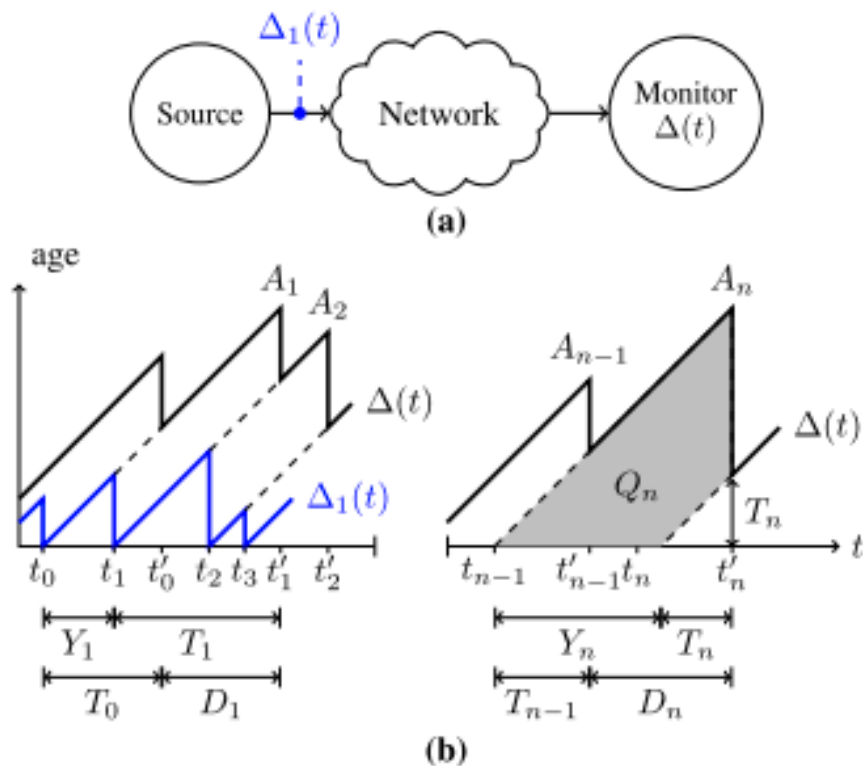 Δ₁(t)
Source
Network
Monitor
Δ(t)
(a)
age
A₁
A₂
Δ(t)
Δ₁(t)
t₀ t₁ t′₀ t₂ t₃ t′₁ t′₂
Y₁ T₁
T₀ D₁
Aₙ₋₁
Aₙ
Δ(t)
Qₙ
Tₙ
t
tₙ₋₁ t′ₙ₋₁ tₙ t′ₙ
Yₙ Tₙ
Tₙ₋₁ Dₙ
(b)